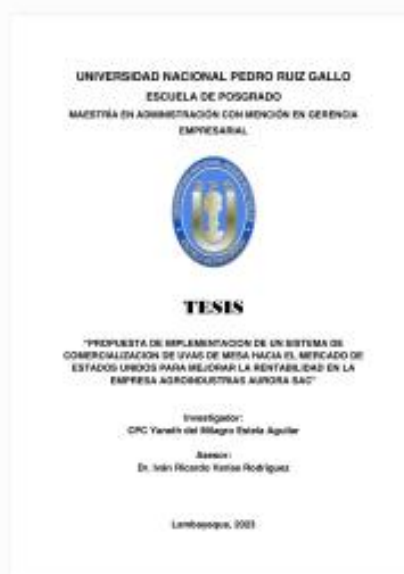 UNIVERSIDAD NACIONAL PEDRO RUIZ GALLO
ESCUELA DE POSGRADO
MAESTRÍA EN ADMINISTRACIÓN CON MENCIÓN EN GERENCIA
EMPRESARIAL
TESIS
"PROPUESTA DE IMPLEMENTACION DE UN SISTEMA DE
COMERCIALIZACION DE UVAS DE MESA HACIA EL MERCADO DE
ESTADOS UNIDOS PARA MEJORAR LA RENTABILIDAD EN LA
EMPRESA AGROINDUSTRIAS AURORA SAC"
Investigador:
CPC Yaneth del Milagro Estela Aguilar
Asesor:
Dr. Iván Ricardo Rodríguez
Lambayeque, 2023